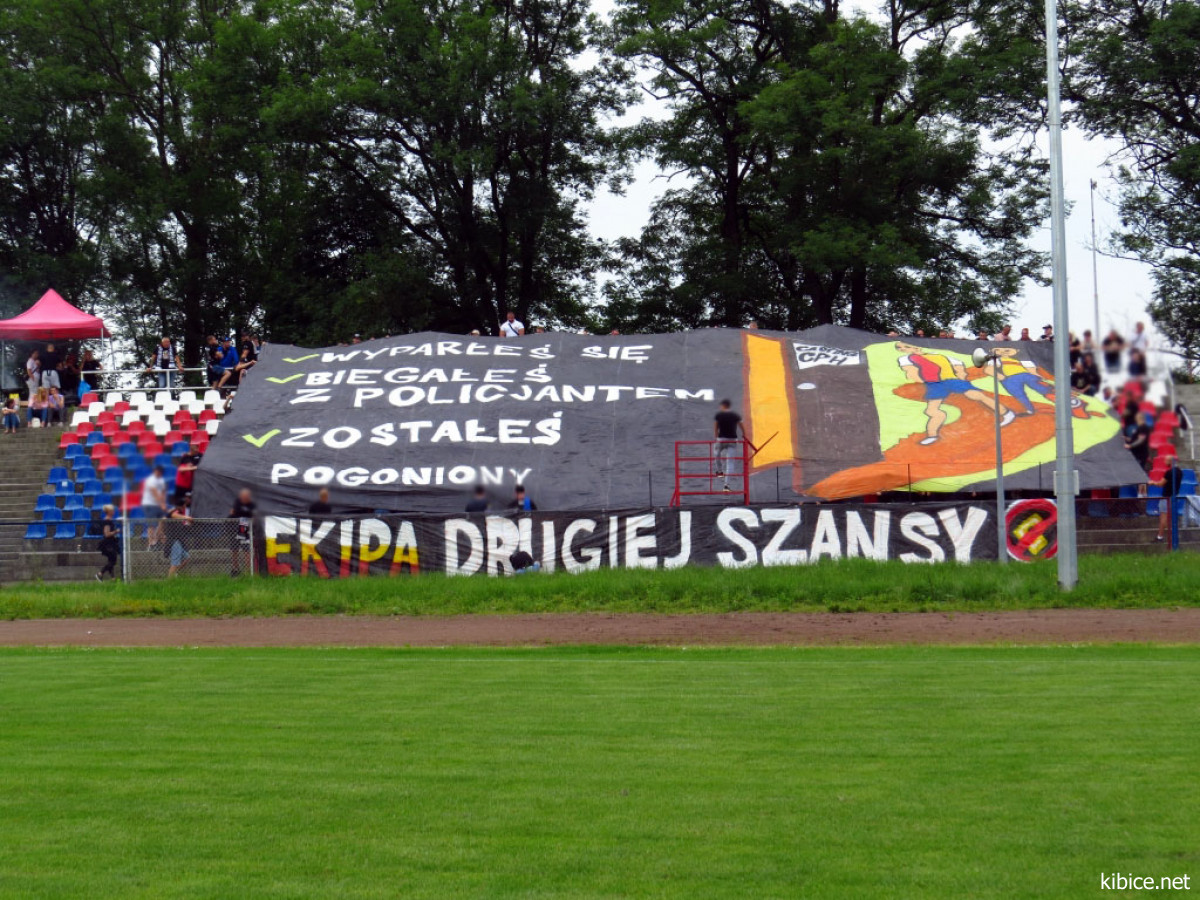 WYPARŁEŚ SIĘ
BIEGAŁEŚ
Z POLICJANTEM
ZOSTAŁEŚ
POGONIONY
EKIPA DRUGIEJ SZANSY
kibice.net